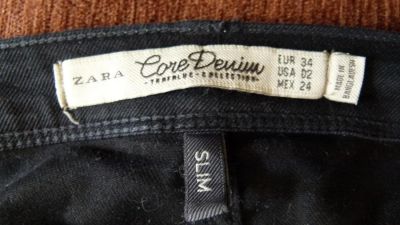 ZARA
Core Denim
-TRAFALUC-COLLECTION-
EUR 34
USA 02
MEX 24
MADE IN
BANGLADESH
SLIM